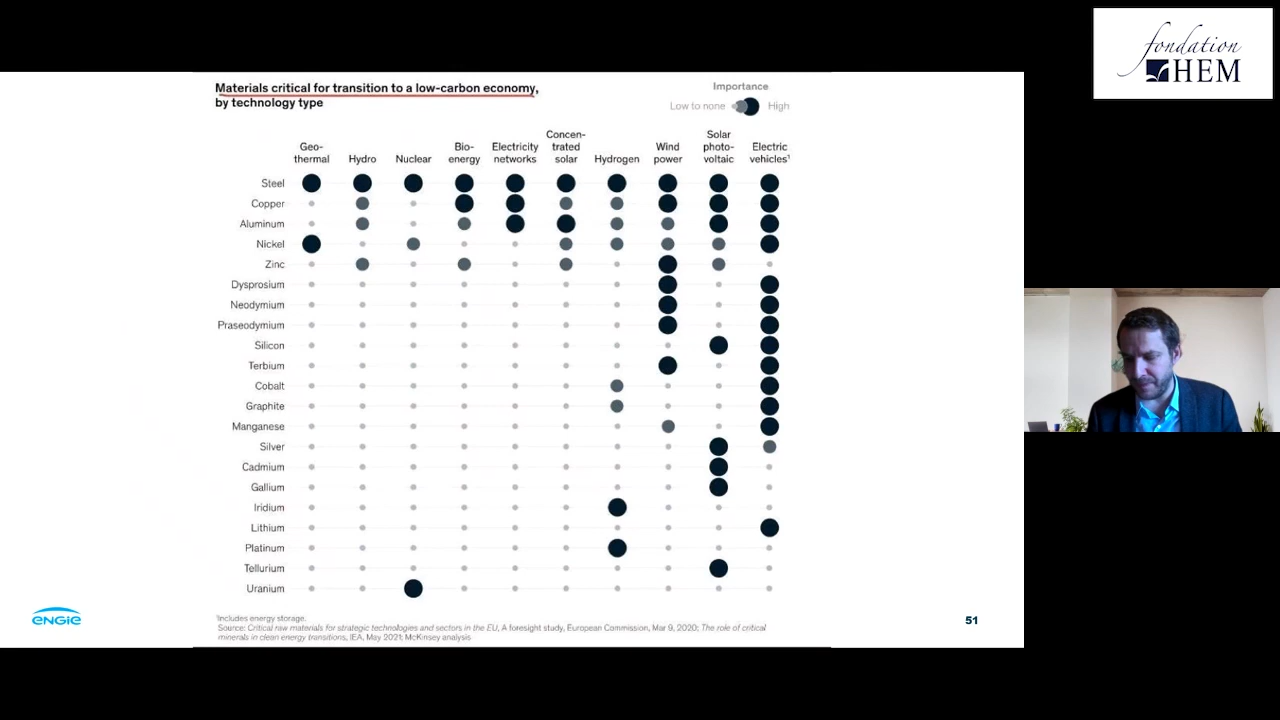 fondation
HEM
Materials critical for transition to a low-carbon economy,
by technology type
Importance
Low to none
High
Geo-
thermal
Hydro
Nuclear
Bio-
energy
Electricity
networks
Concen-
trated
solar
Hydrogen
Wind
power
Solar
photo-
voltaic
Electric
vehicles¹
Steel
Copper
Aluminum
Nickel
Zinc
Dysprosium
Neodymium
Praseodymium
Silicon
Terbium
Cobalt
Graphite
Manganese
Silver
Cadmium
Gallium
Iridium
Lithium
Platinum
Tellurium
Uranium
¹Includes energy storage.
Source: Critical raw materials for strategic technologies and sectors in the EU, A foresight study, European Commission, Mar 9, 2020; The role of critical
minerals in clean energy transitions, IEA, May 2021; McKinsey analysis
ENGIE
51